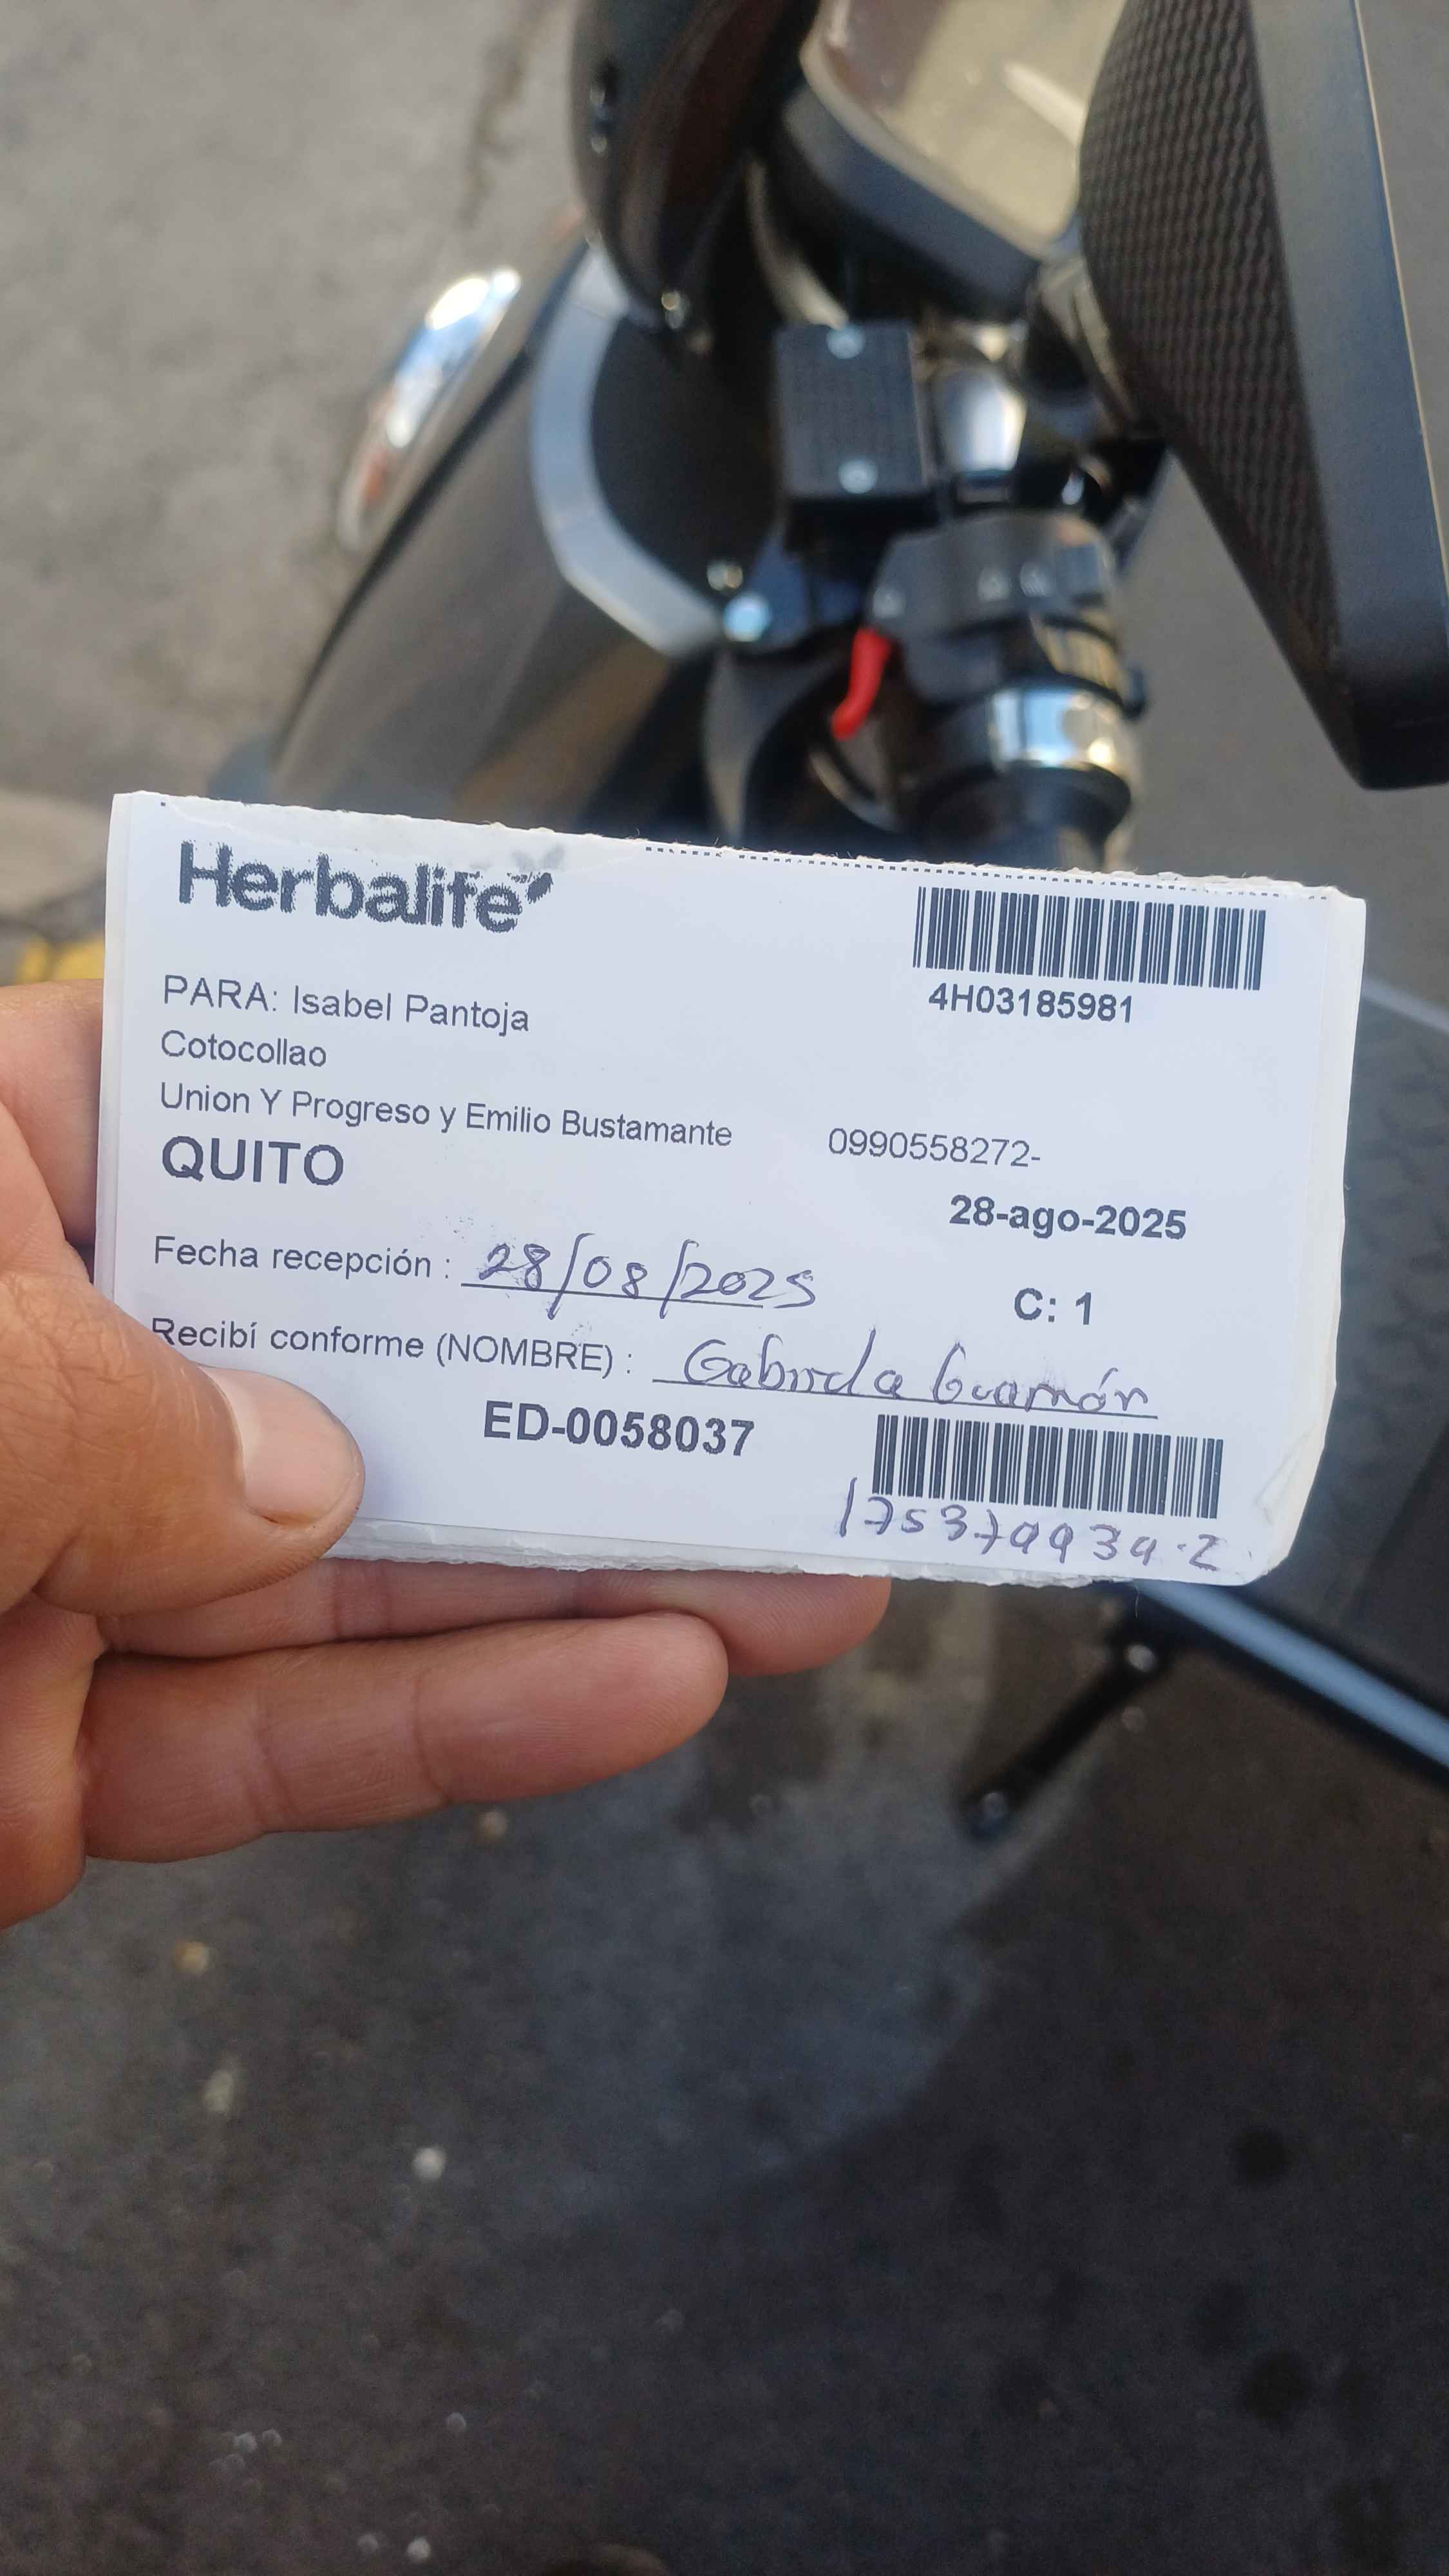 Herbalife
4H03185981
PARA: Isabel Pantoja
Cotocollao
Union Y Progreso y Emilio Bustamante 0990558272-
QUITO
28-ago-2025
Fecha recepción : 28/08/2025
C: 1
Recibí conforme (NOMBRE) : Gabriela Guamán
ED-0058037
175379939-2